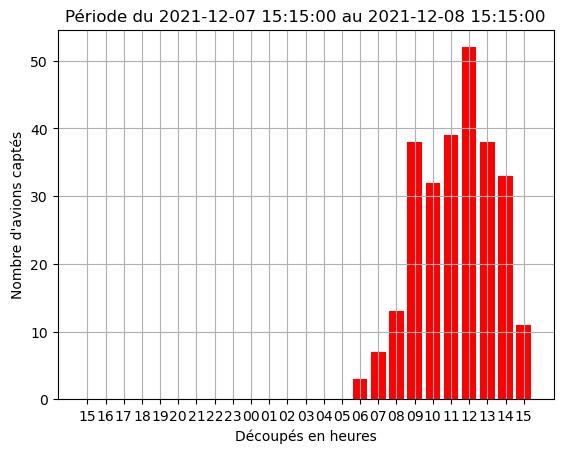 Période du 2021-12-07 15:15:00 au 2021-12-08 15:15:00
Nombre d'avions captés
50
40
30
20
10
0
15 16 17 18 19 20 21 22 23 00 01 02 03 04 05 06 07 08 09 10 11 12 13 14 15
Découpés en heures